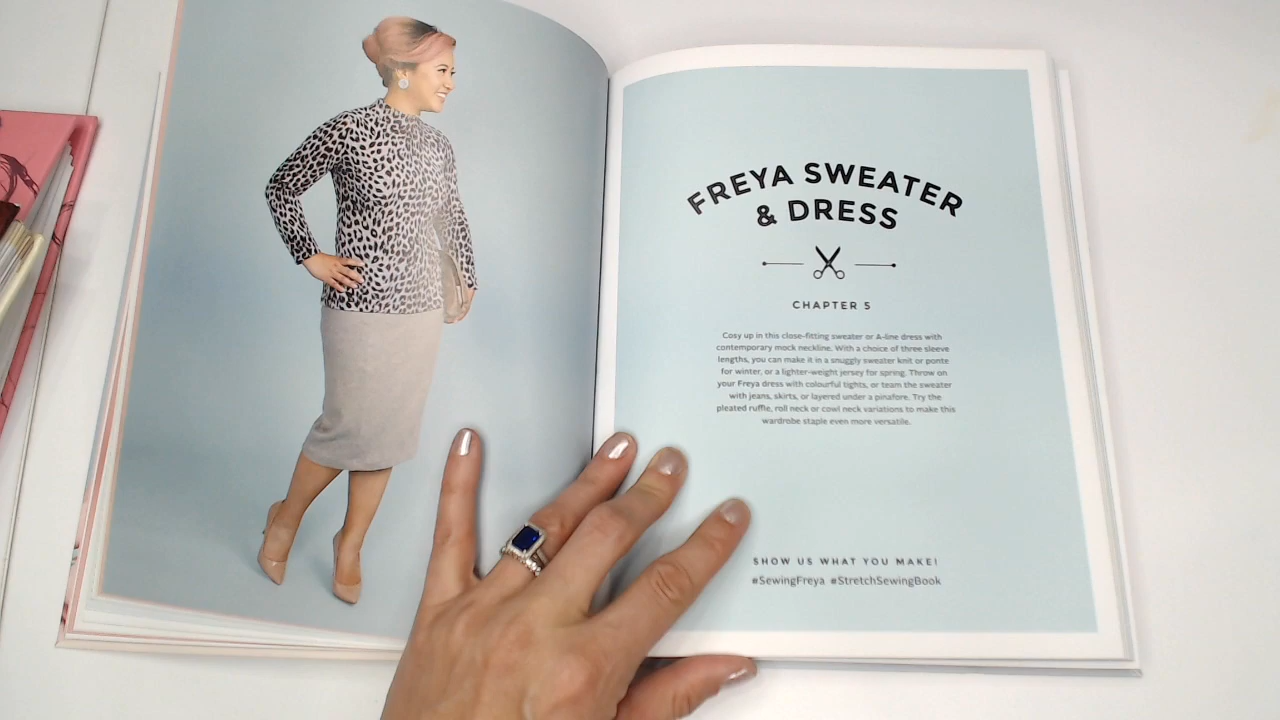 FREYA SWEATER
& DRESS
CHAPTER 5
Cosy up in this close-fitting sweater or A-line dress with
contemporary mock neckline. With a choice of three sleeve
lengths, you can make it in a snuggly sweater knit or ponte
for winter, or a lighter-weight jersey for spring. Throw on
your Freya dress with colourful tights, or team the sweater
with jeans, skirts, or layered under a pinafore. Try the
pleated ruffle, roll neck or cowl neck variations to make this
wardrobe staple even more versatile.
SHOW US WHAT YOU MAKE!
#SewingFreya #StretchSewingBook